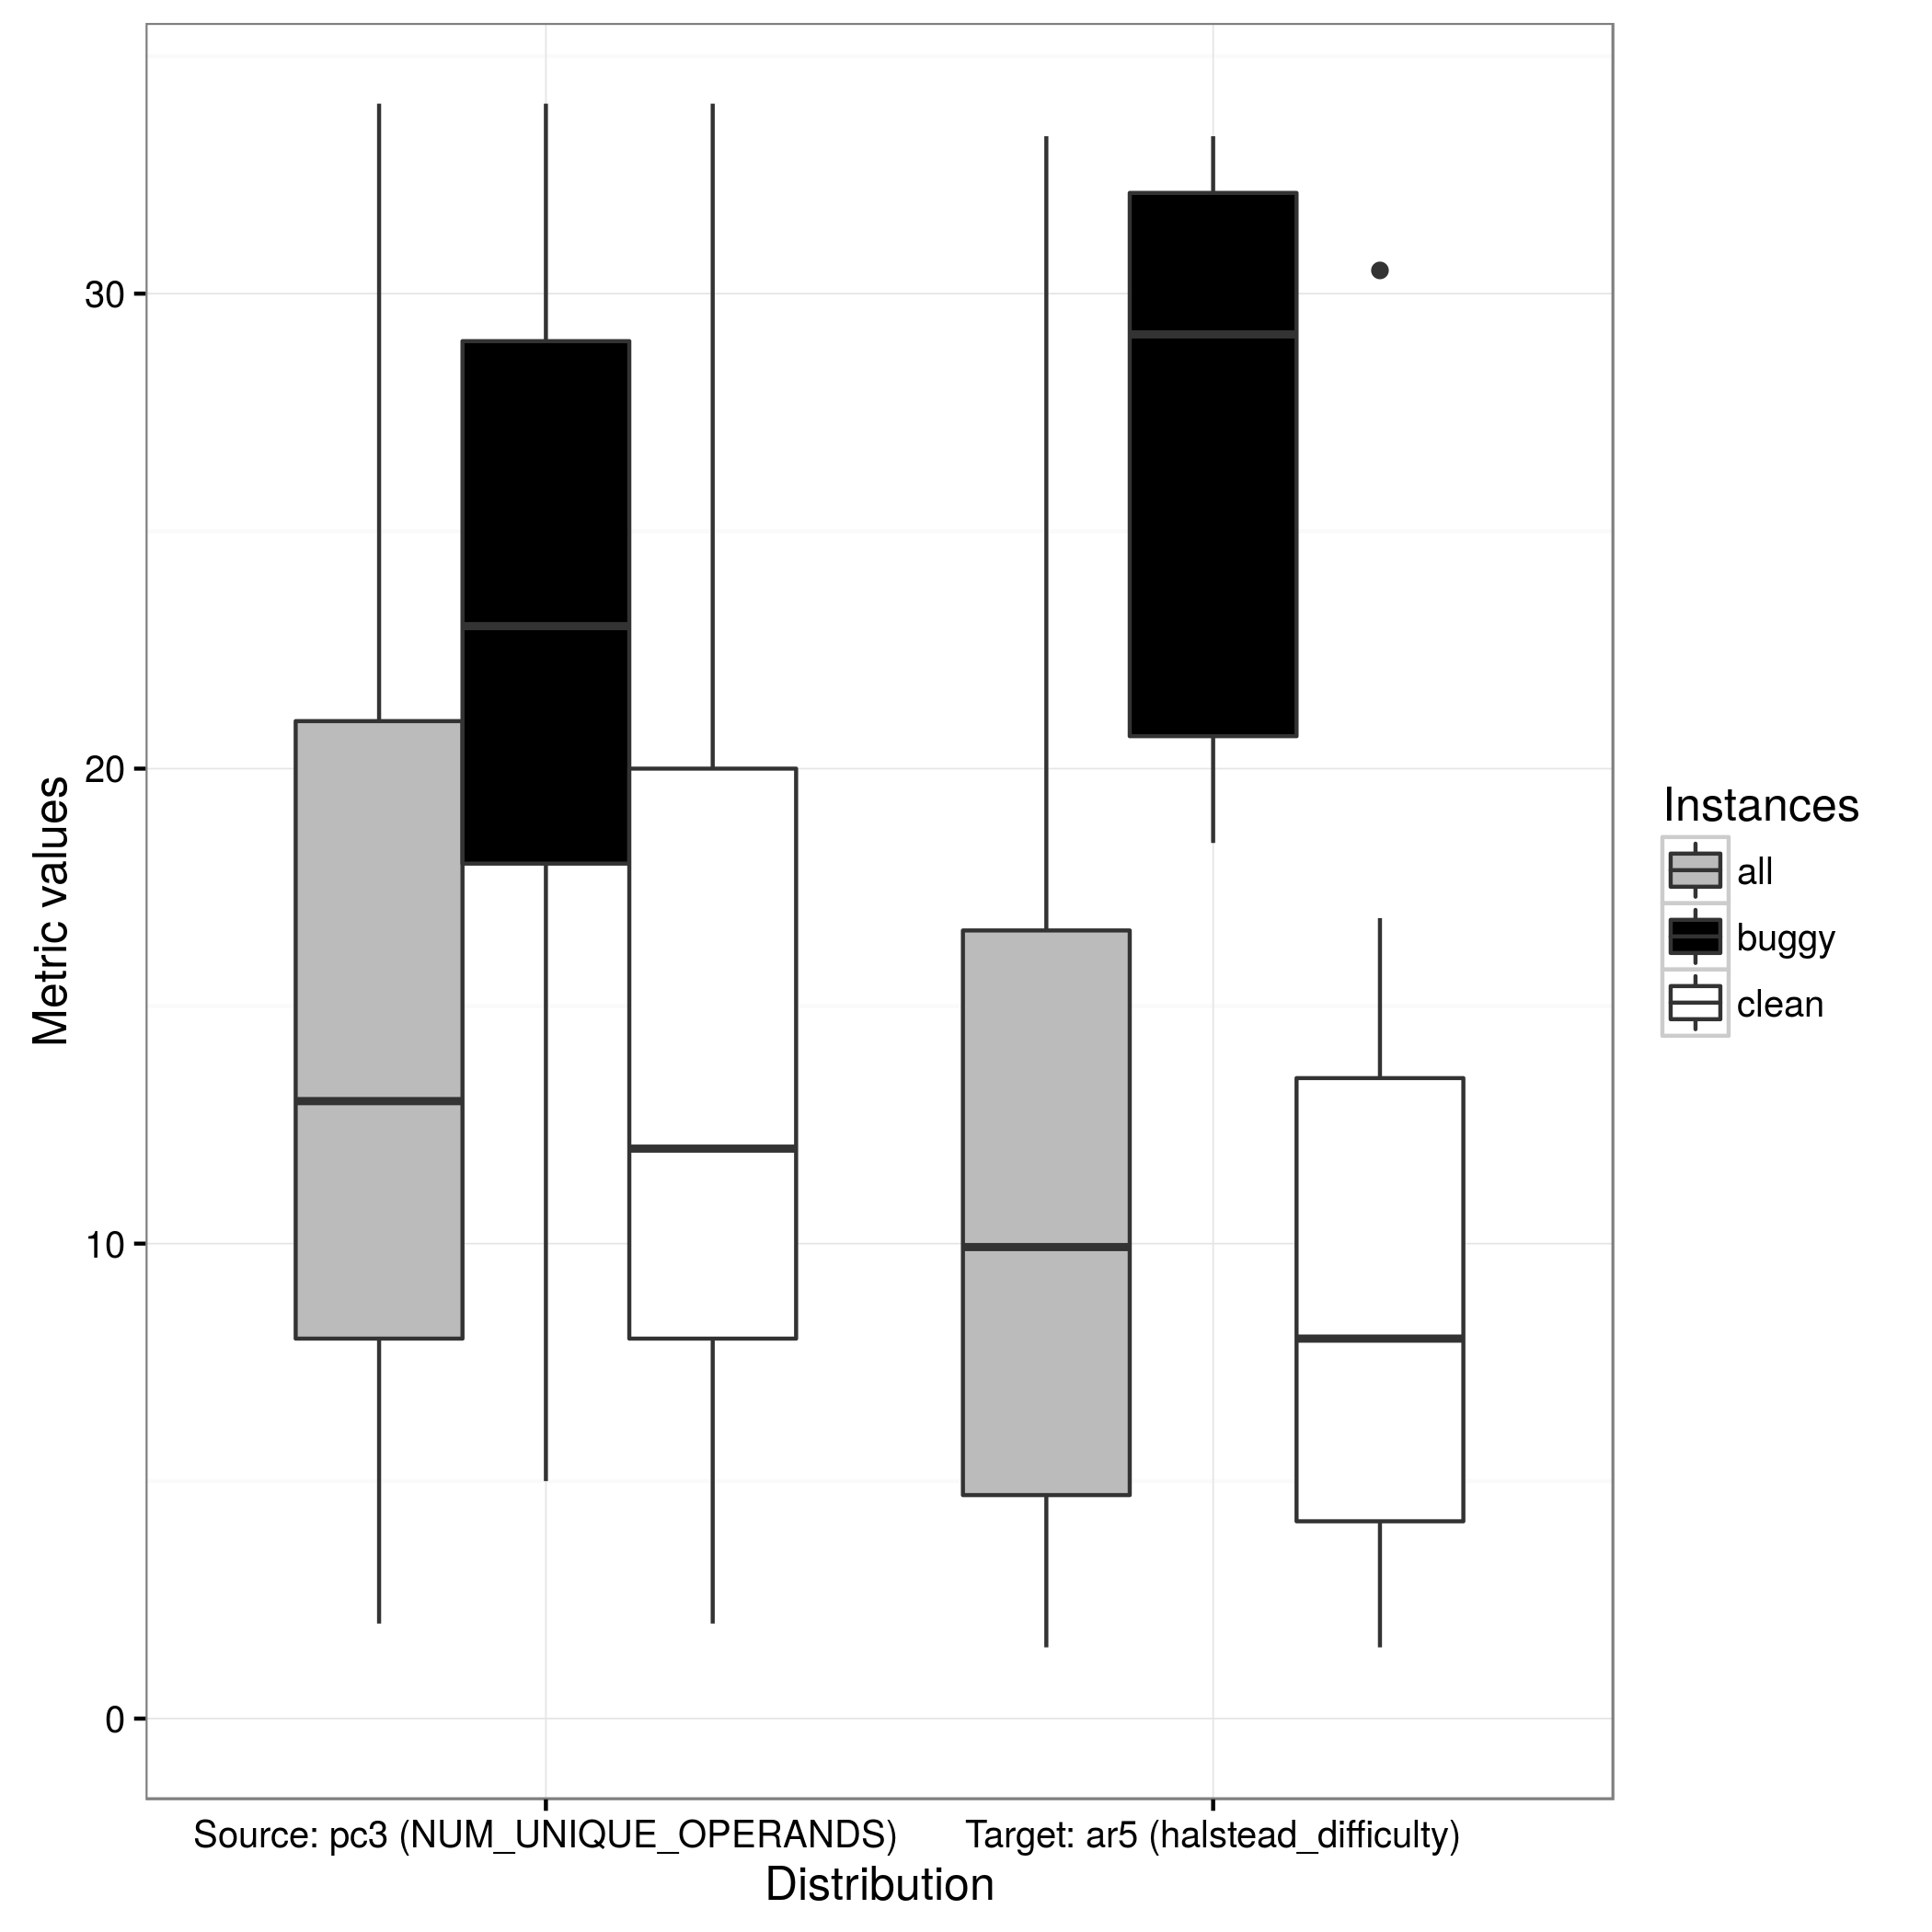 Metric values
30
20
10
0
Source: pc3 (NUM_UNIQUE_OPERANDS)
Target: ar5 (halstead_difficulty)
Distribution
Instances
all
buggy
clean